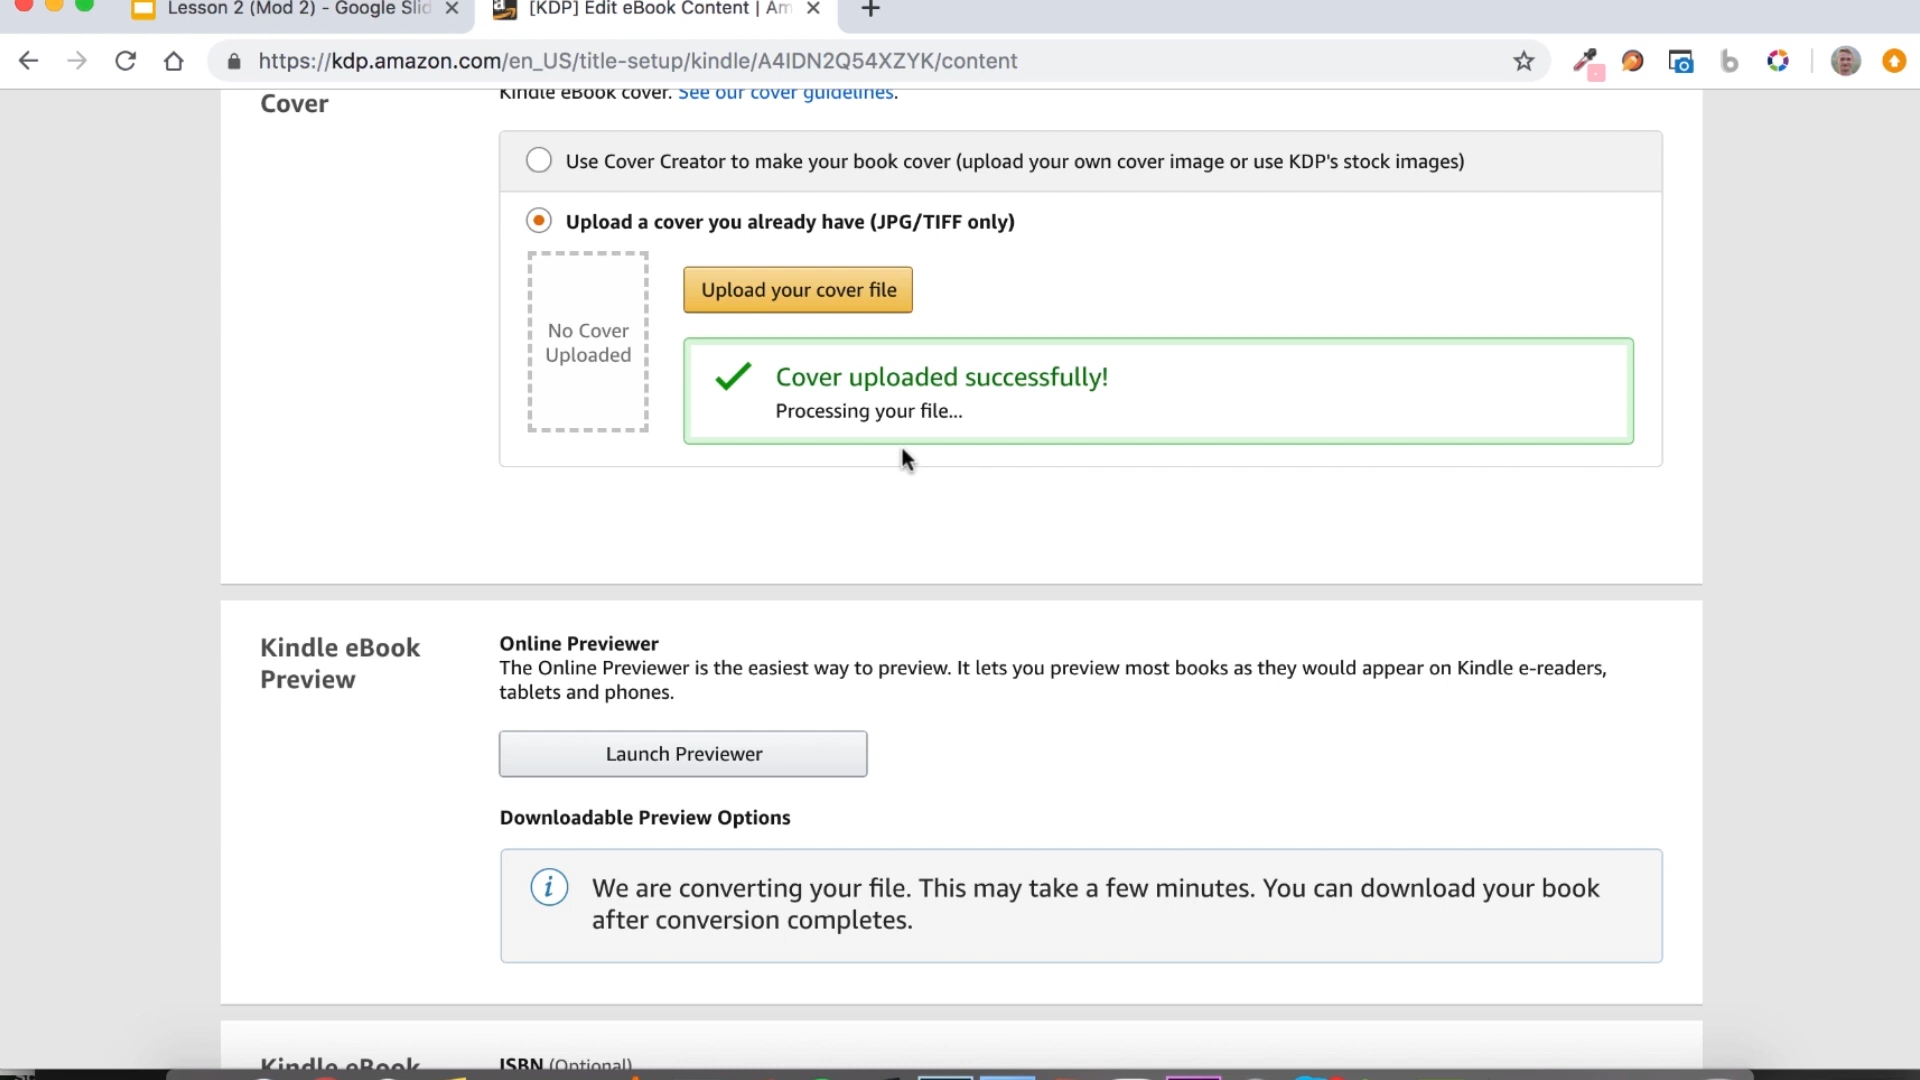 Lesson 2 (Mod 2) - Google Slid
[KDP] Edit eBook Content | Am
https://kdp.amazon.com/en_US/title-setup/kindle/A4IDN2Q54XZYK/content
Cover
Kindle eBook cover. See our cover guidelines.
Use Cover Creator to make your book cover (upload your own cover image or use KDP's stock images)
Upload a cover you already have (JPG/TIFF only)
No Cover
Uploaded
Upload your cover file
Cover uploaded successfully!
Processing your file...
Kindle eBook
Preview
Online Previewer
The Online Previewer is the easiest way to preview. It lets you preview most books as they would appear on Kindle e-readers,
tablets and phones.
Launch Previewer
Downloadable Preview Options
We are converting your file. This may take a few minutes. You can download your book
after conversion completes.
Kindle eBook
ISBN (Optional)